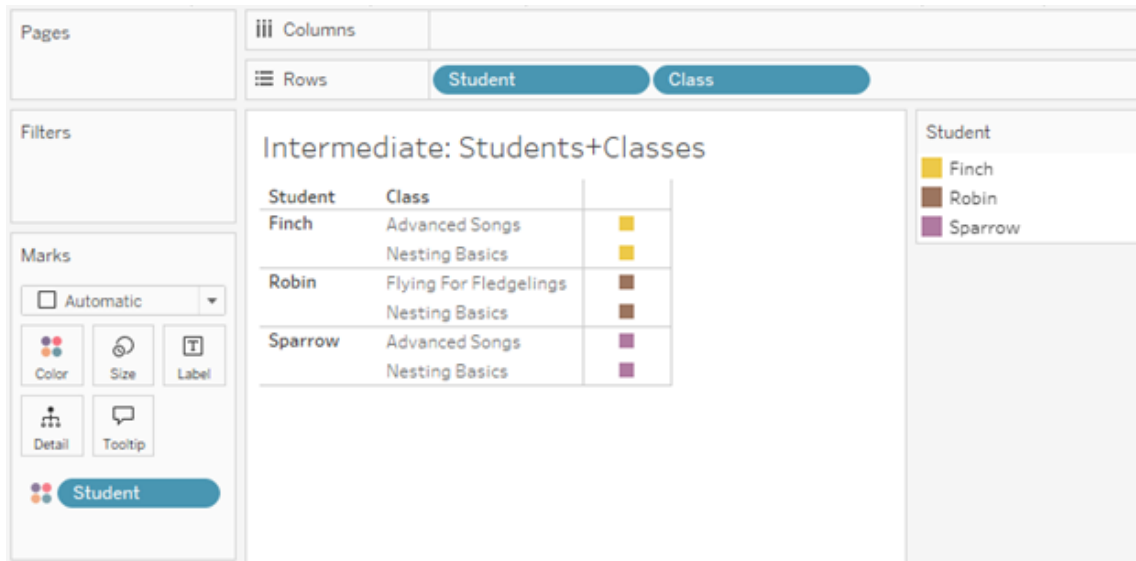 Pages
Columns
Rows Student Class
Filters
Intermediate: Students+Classes
Student Class
Finch Advanced Songs
Nesting Basics
Robin Flying For Fledgelings
Nesting Basics
Sparrow Advanced Songs
Nesting Basics
Marks
Automatic
Color Size Label
Detail Tooltip
Student
Student
Finch
Robin
Sparrow